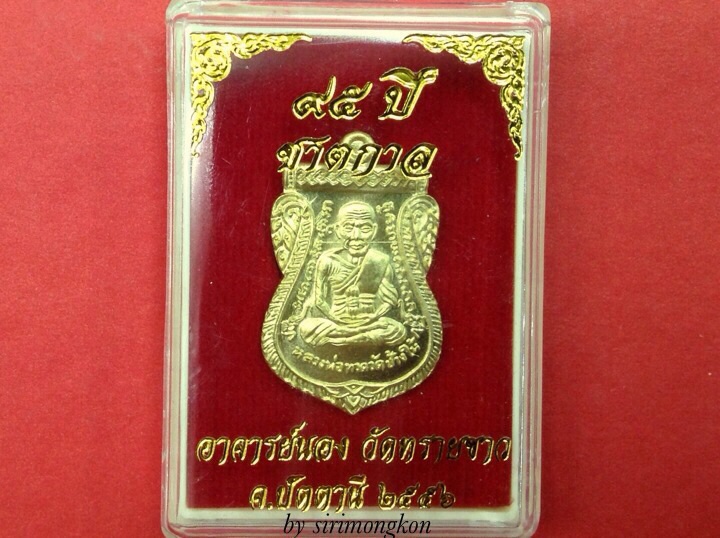 ๙๕ ปี
ชาตกาล
หลวงพ่อทวดวัดช้างให้
อาจารย์นอง วัดทรายขาว
จ.ปัตตานี ๒๕๕๖
by sirimongkon